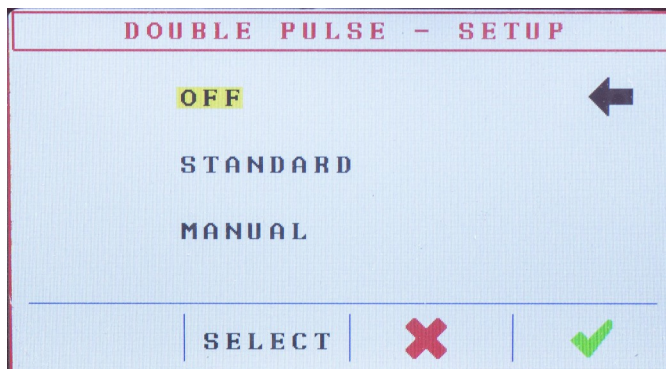 DOUBLE PULSE - SETUP
OFF
STANDARD
MANUAL
SELECT